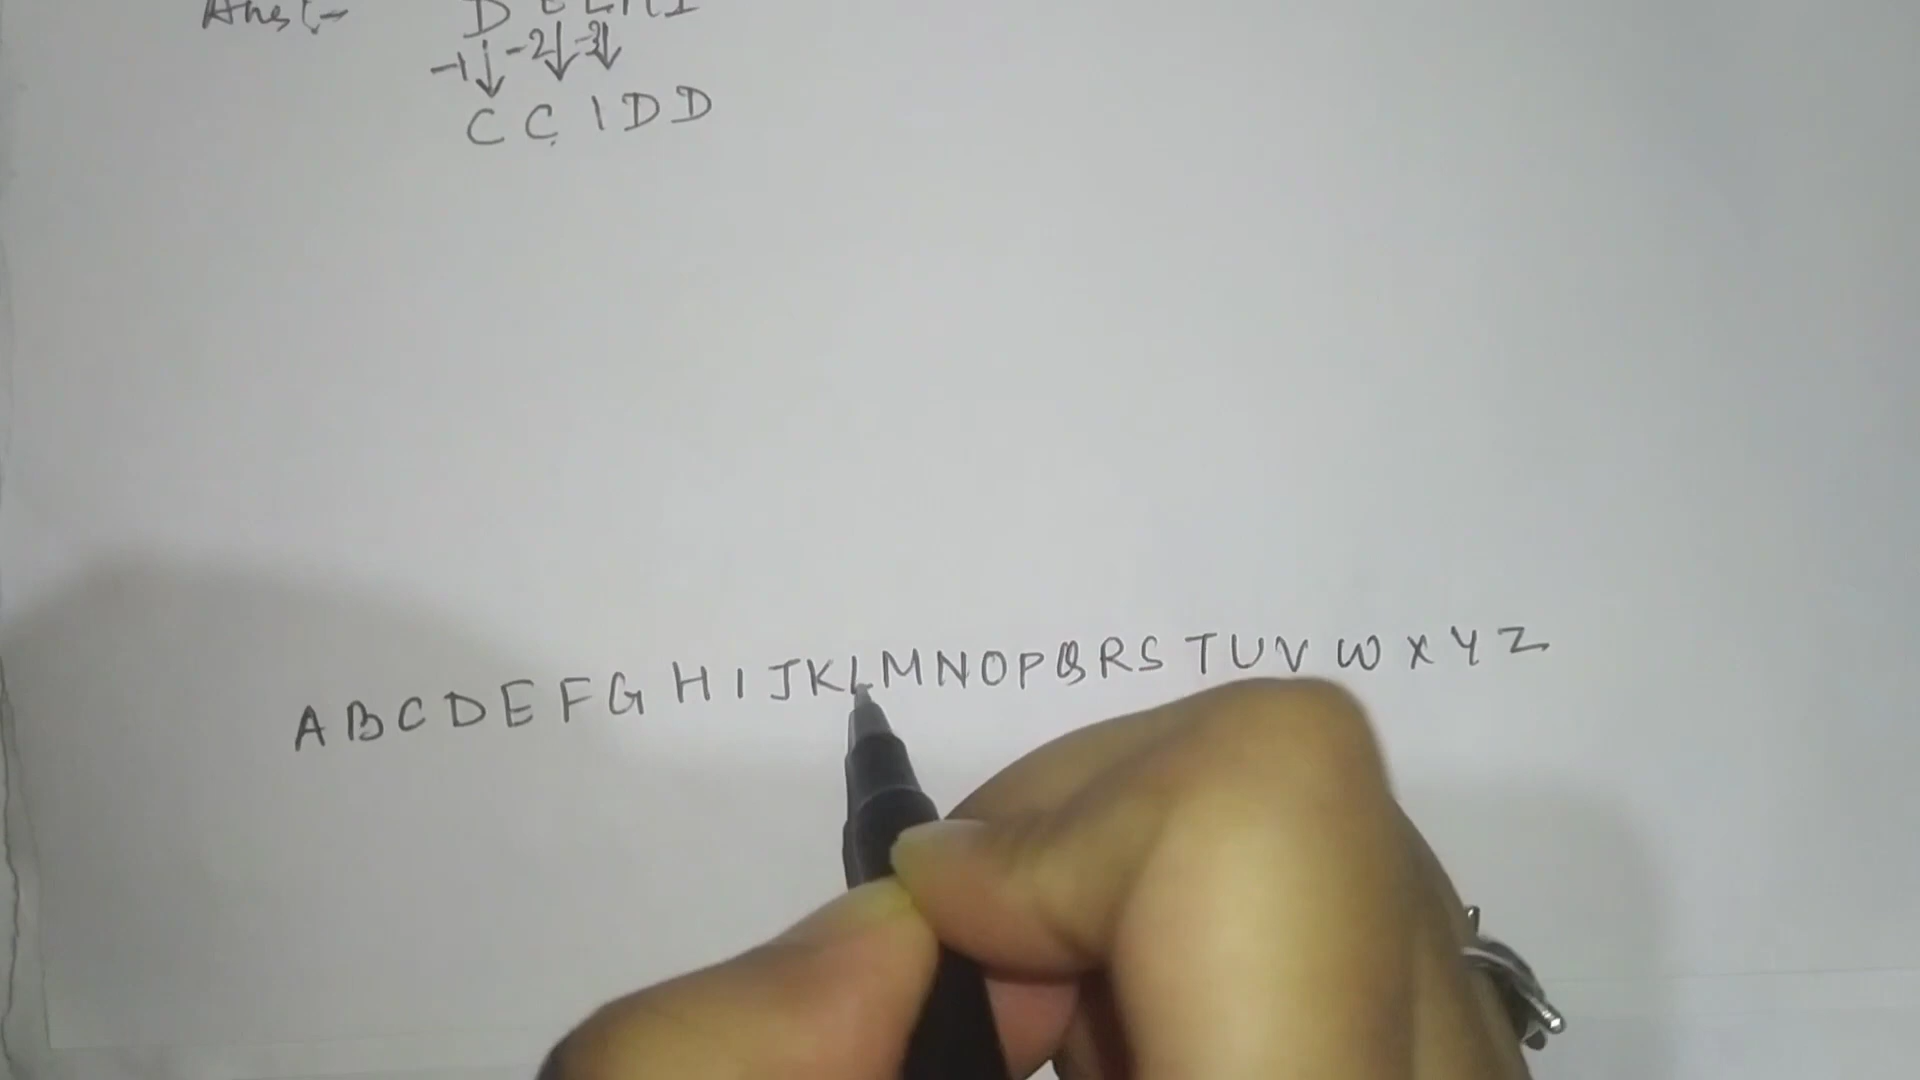 Ans:-
D E L H I
-1 -2 -3
C C I D D
A B C D E F G H I J K L M N O P Q R S T U V W X Y Z